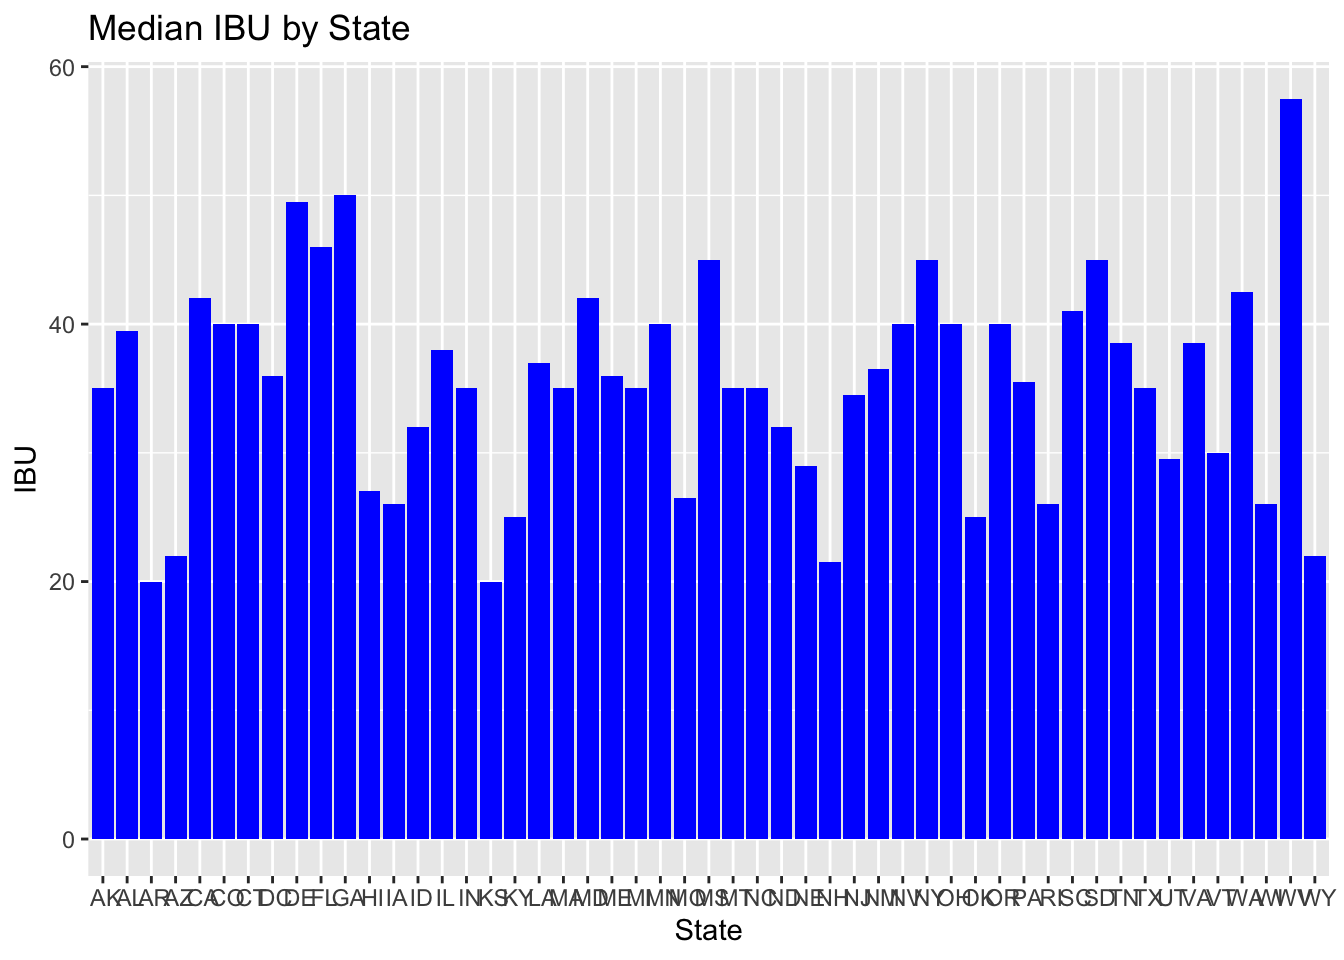 Median IBU by State
60
40
20
0
IBU
AK AL AR AZ CA CO CT DC DE FL GA HI IA ID IL IN KS KY LA MA MD ME MI MN MO MS MT NC ND NE NH NJ NM NV NY OH OK OR PA RI SC SD TN TX UT VA VT WA WI WV WY
State